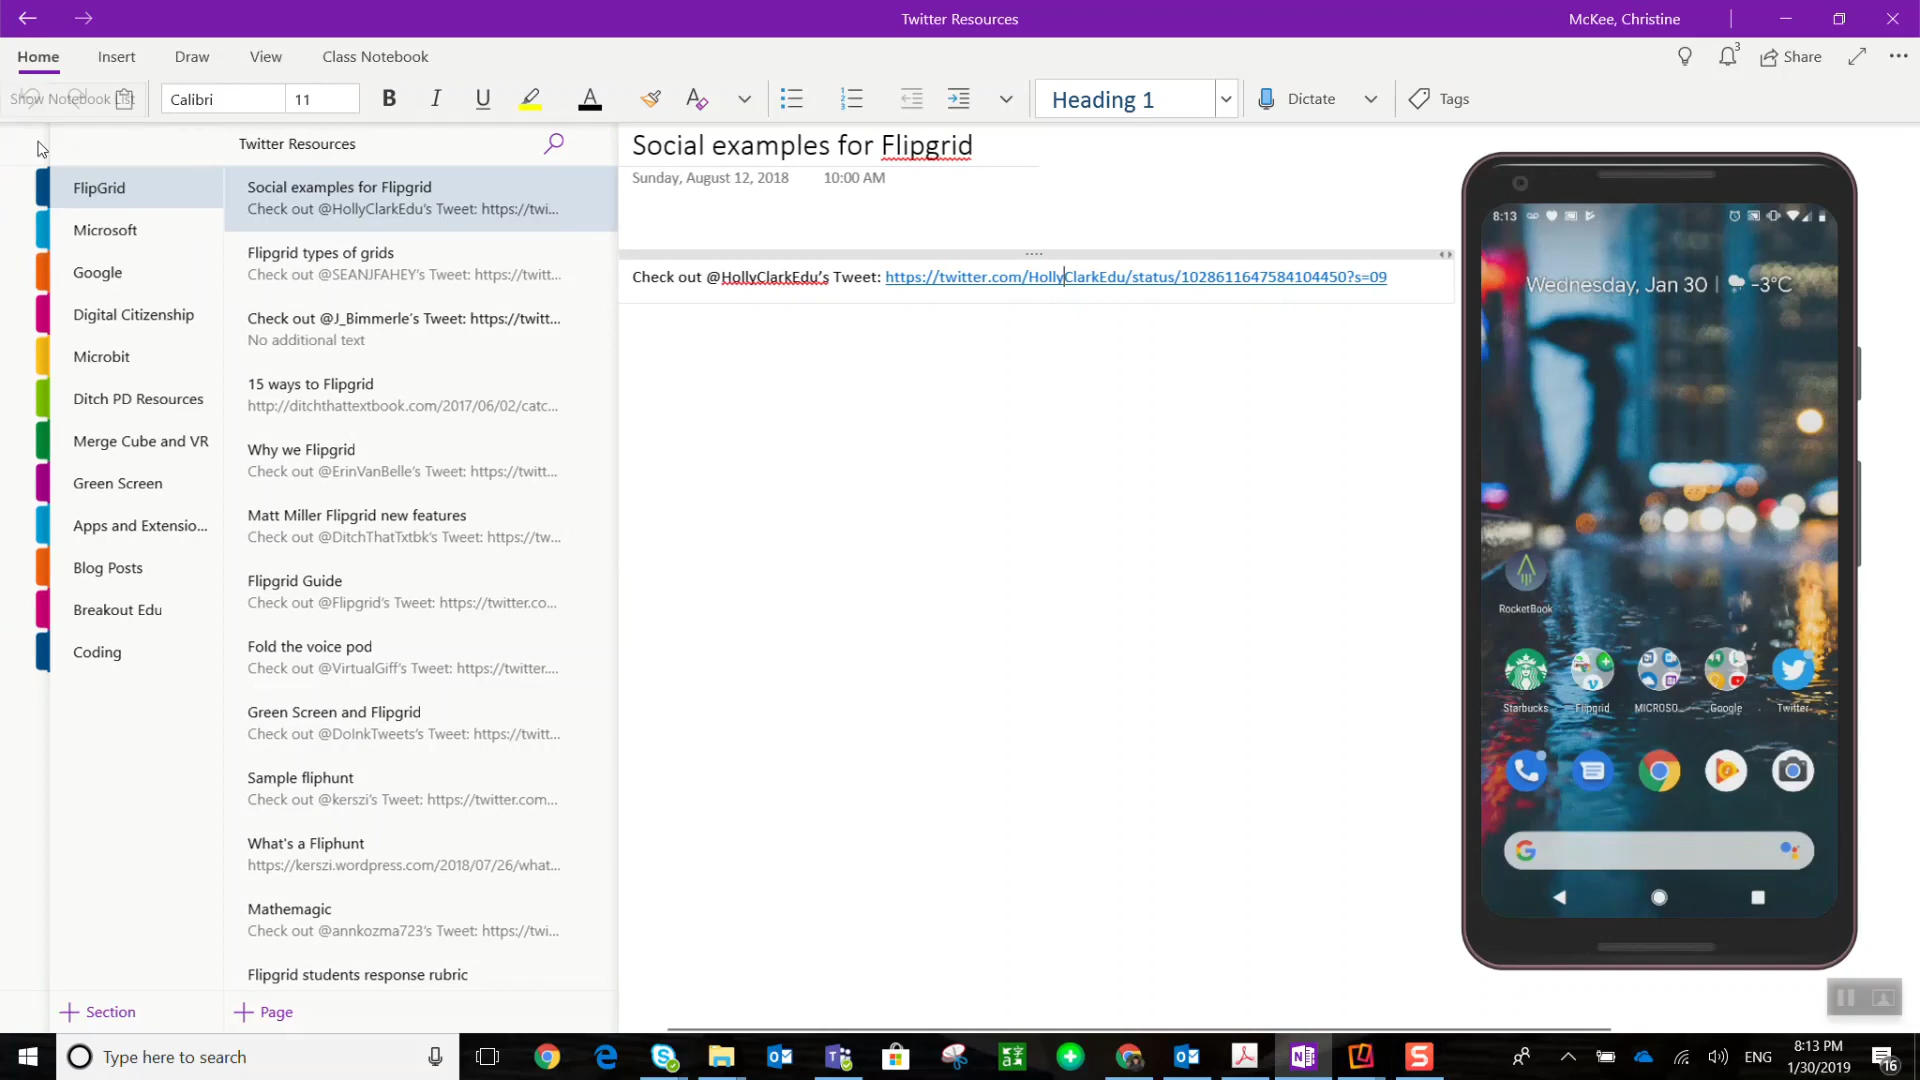 Twitter Resources
McKee, Christine
Home Insert Draw View Class Notebook
3
Share
Show Notebook List
Calibri 11 B I U A
Heading 1
Dictate
Tags
Twitter Resources
FlipGrid
Microsoft
Google
Digital Citizenship
Microbit
Ditch PD Resources
Merge Cube and VR
Green Screen
Apps and Extensio...
Blog Posts
Breakout Edu
Coding
Social examples for Flipgrid
Check out @HollyClarkEdu's Tweet: https://twi...
Flipgrid types of grids
Check out @SEANJFAHEY's Tweet: https://twitt...
Check out @J_Bimmerle's Tweet: https://twitt...
No additional text
15 ways to Flipgrid
http://ditchthattextbook.com/2017/06/02/catc...
Why we Flipgrid
Check out @ErinVanBelle's Tweet: https://twitt...
Matt Miller Flipgrid new features
Check out @DitchThatTxtbk's Tweet: https://tw...
Flipgrid Guide
Check out @Flipgrid's Tweet: https://twitter.co...
Fold the voice pod
Check out @VirtualGiff's Tweet: https://twitter....
Green Screen and Flipgrid
Check out @DoInkTweets's Tweet: https://twitt...
Sample fliphunt
Check out @kerszi's Tweet: https://twitter.com...
What's a Fliphunt
https://kerszi.wordpress.com/2018/07/26/what...
Mathemagic
Check out @annkozma723's Tweet: https://twi...
Flipgrid students response rubric
Section
Page
Social examples for Flipgrid
Sunday, August 12, 2018 10:00 AM
Check out @HollyClarkEdu's Tweet: https://twitter.com/HollyClarkEdu/status/1028611647584104450?s=09
8:13
Wednesday, Jan 30 | -3°C
RocketBook
Starbucks Flipgrid MICROSO... Google Twitter
Type here to search
ENG
8:13 PM
1/30/2019
16